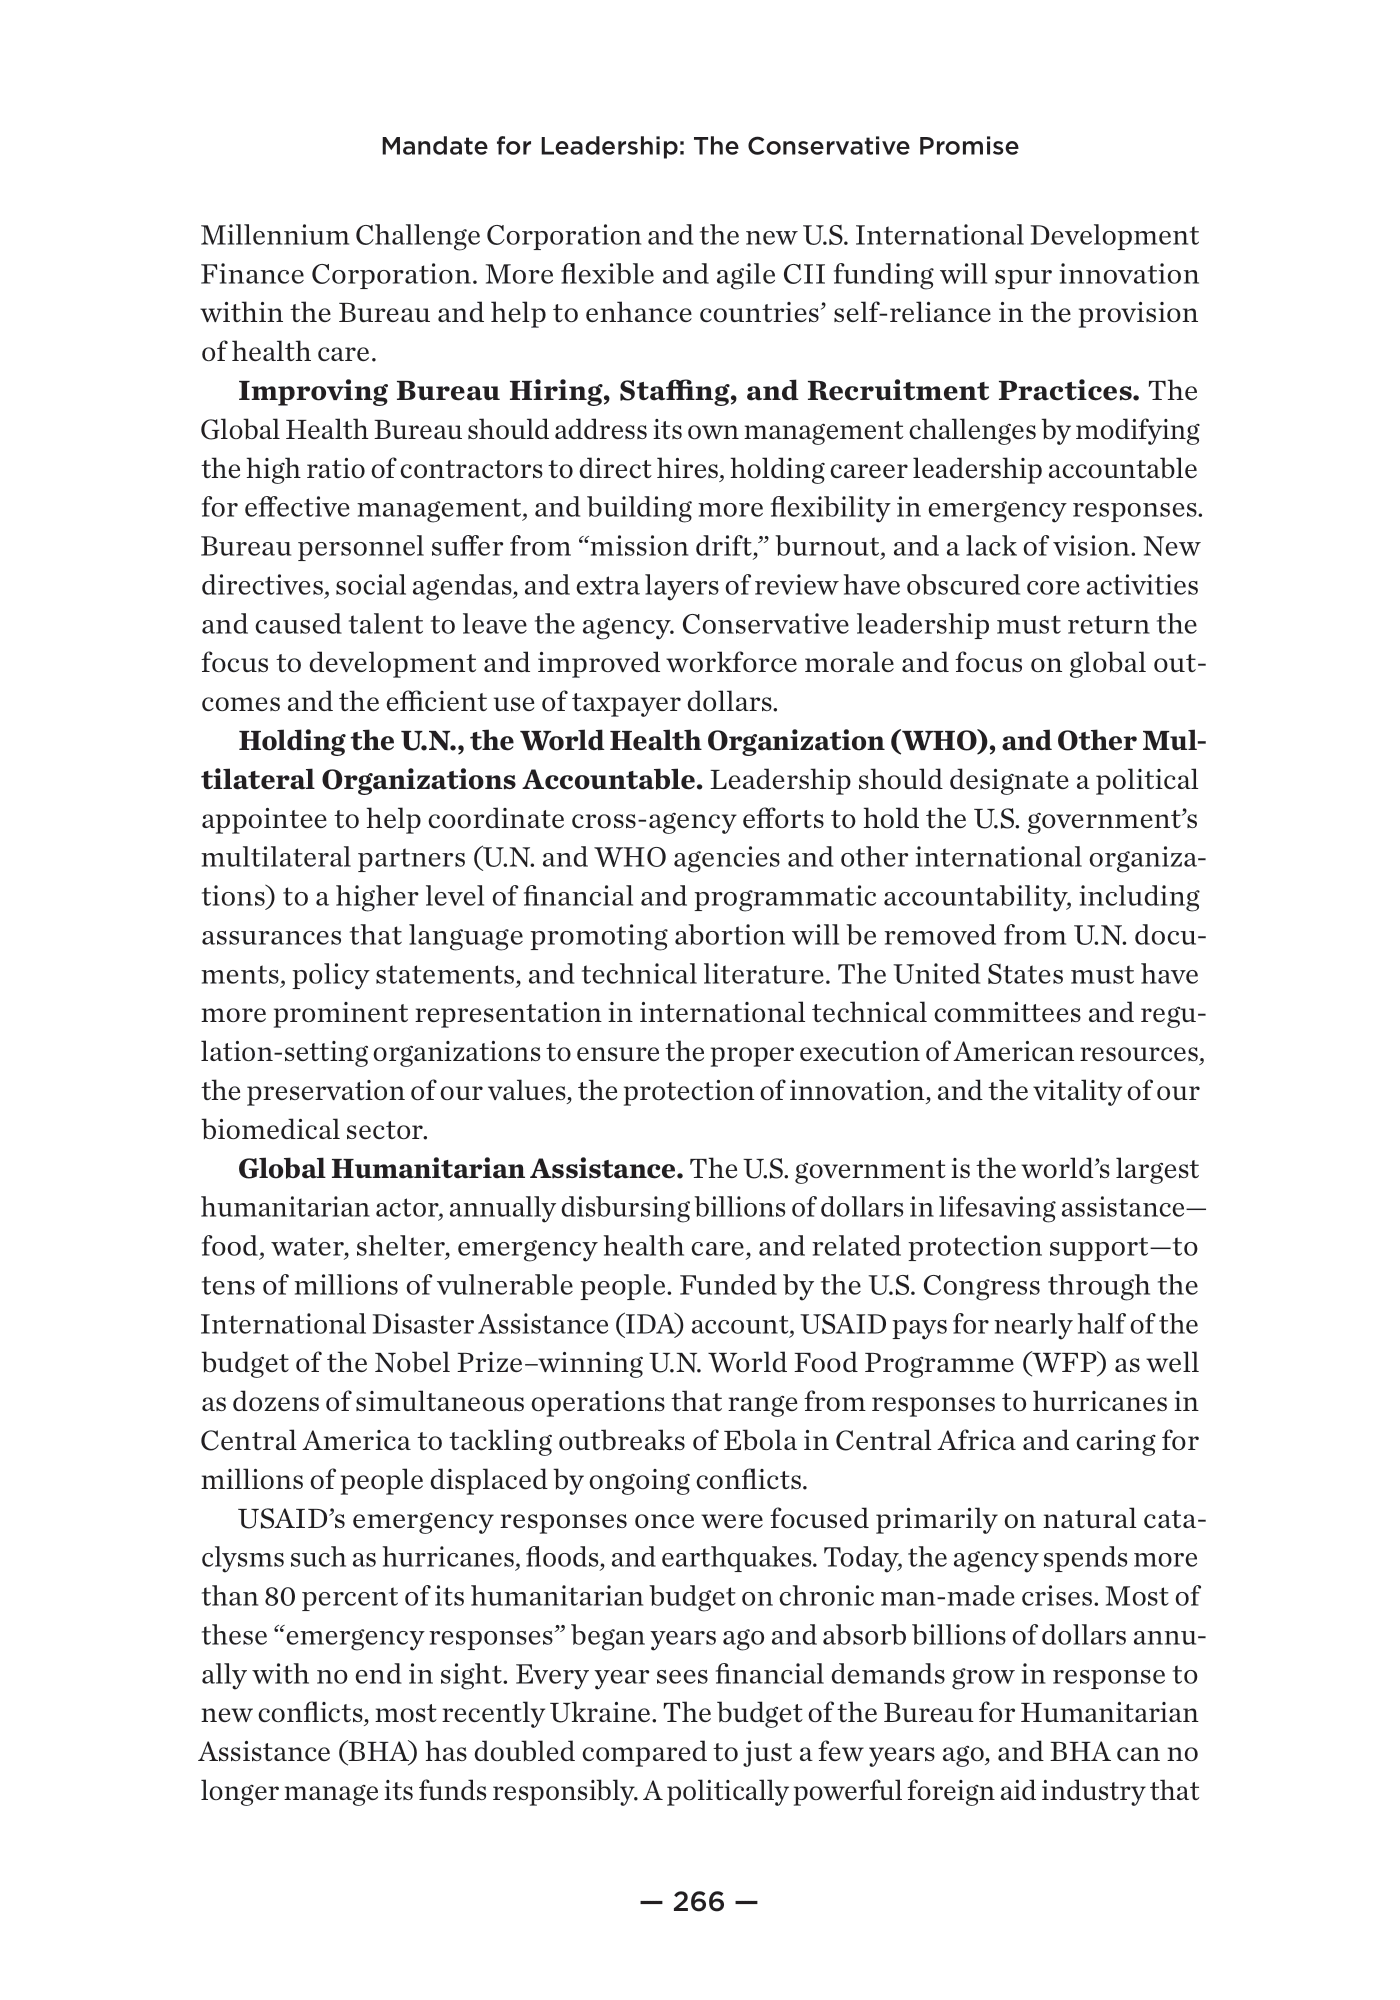 Mandate for Leadership: The Conservative Promise
Millennium Challenge Corporation and the new U.S. International Development
Finance Corporation. More flexible and agile CII funding will spur innovation
within the Bureau and help to enhance countries’ self-reliance in the provision
of health care.
Improving Bureau Hiring, Staffing, and Recruitment Practices. The
Global Health Bureau should address its own management challenges by modifying
the high ratio of contractors to direct hires, holding career leadership accountable
for effective management, and building more flexibility in emergency responses.
Bureau personnel suffer from “mission drift,” burnout, and a lack of vision. New
directives, social agendas, and extra layers of review have obscured core activities
and caused talent to leave the agency. Conservative leadership must return the
focus to development and improved workforce morale and focus on global out-
comes and the efficient use of taxpayer dollars.
Holding the U.N., the World Health Organization (WHO), and Other Mul-
tilateral Organizations Accountable. Leadership should designate a political
appointee to help coordinate cross-agency efforts to hold the U.S. government’s
multilateral partners (U.N. and WHO agencies and other international organiza-
tions) to a higher level of financial and programmatic accountability, including
assurances that language promoting abortion will be removed from U.N. docu-
ments, policy statements, and technical literature. The United States must have
more prominent representation in international technical committees and regu-
lation-setting organizations to ensure the proper execution of American resources,
the preservation of our values, the protection of innovation, and the vitality of our
biomedical sector.
Global Humanitarian Assistance. The U.S. government is the world’s largest
humanitarian actor, annually disbursing billions of dollars in lifesaving assistance—
food, water, shelter, emergency health care, and related protection support—to
tens of millions of vulnerable people. Funded by the U.S. Congress through the
International Disaster Assistance (IDA) account, USAID pays for nearly half of the
budget of the Nobel Prize–winning U.N. World Food Programme (WFP) as well
as dozens of simultaneous operations that range from responses to hurricanes in
Central America to tackling outbreaks of Ebola in Central Africa and caring for
millions of people displaced by ongoing conflicts.
USAID’s emergency responses once were focused primarily on natural cata-
clysms such as hurricanes, floods, and earthquakes. Today, the agency spends more
than 80 percent of its humanitarian budget on chronic man-made crises. Most of
these “emergency responses” began years ago and absorb billions of dollars annu-
ally with no end in sight. Every year sees financial demands grow in response to
new conflicts, most recently Ukraine. The budget of the Bureau for Humanitarian
Assistance (BHA) has doubled compared to just a few years ago, and BHA can no
longer manage its funds responsibly. A politically powerful foreign aid industry that
— 266 —